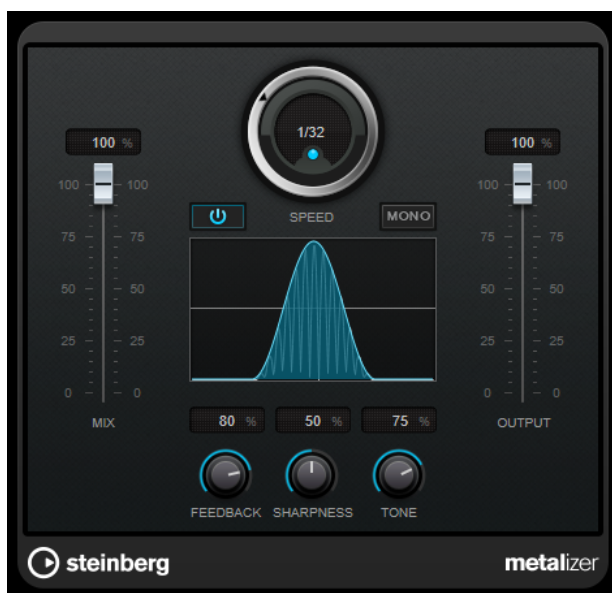 1/32
100 %
100 %
SPEED
MONO
100 100
75 75
50 50
25 25
0 0
MIX
100 100
75 75
50 50
25 25
0 0
OUTPUT
80 %
50 %
75 %
FEEDBACK
SHARPNESS
TONE
steinberg
metalizer